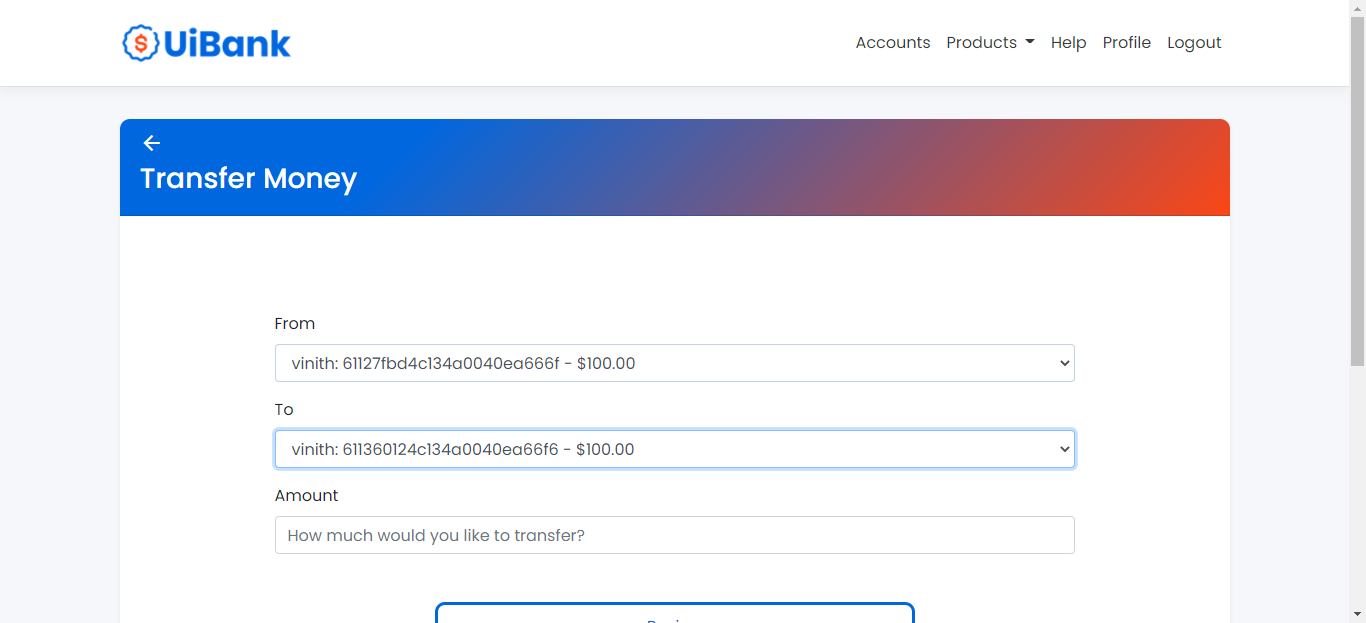 $ UiBank
Accounts Products Help Profile Logout
Transfer Money
From
vinith: 61127fbd4c134a0040ea666f - $100.00
To
vinith: 611360124c134a0040ea66f6 - $100.00
Amount
How much would you like to transfer?